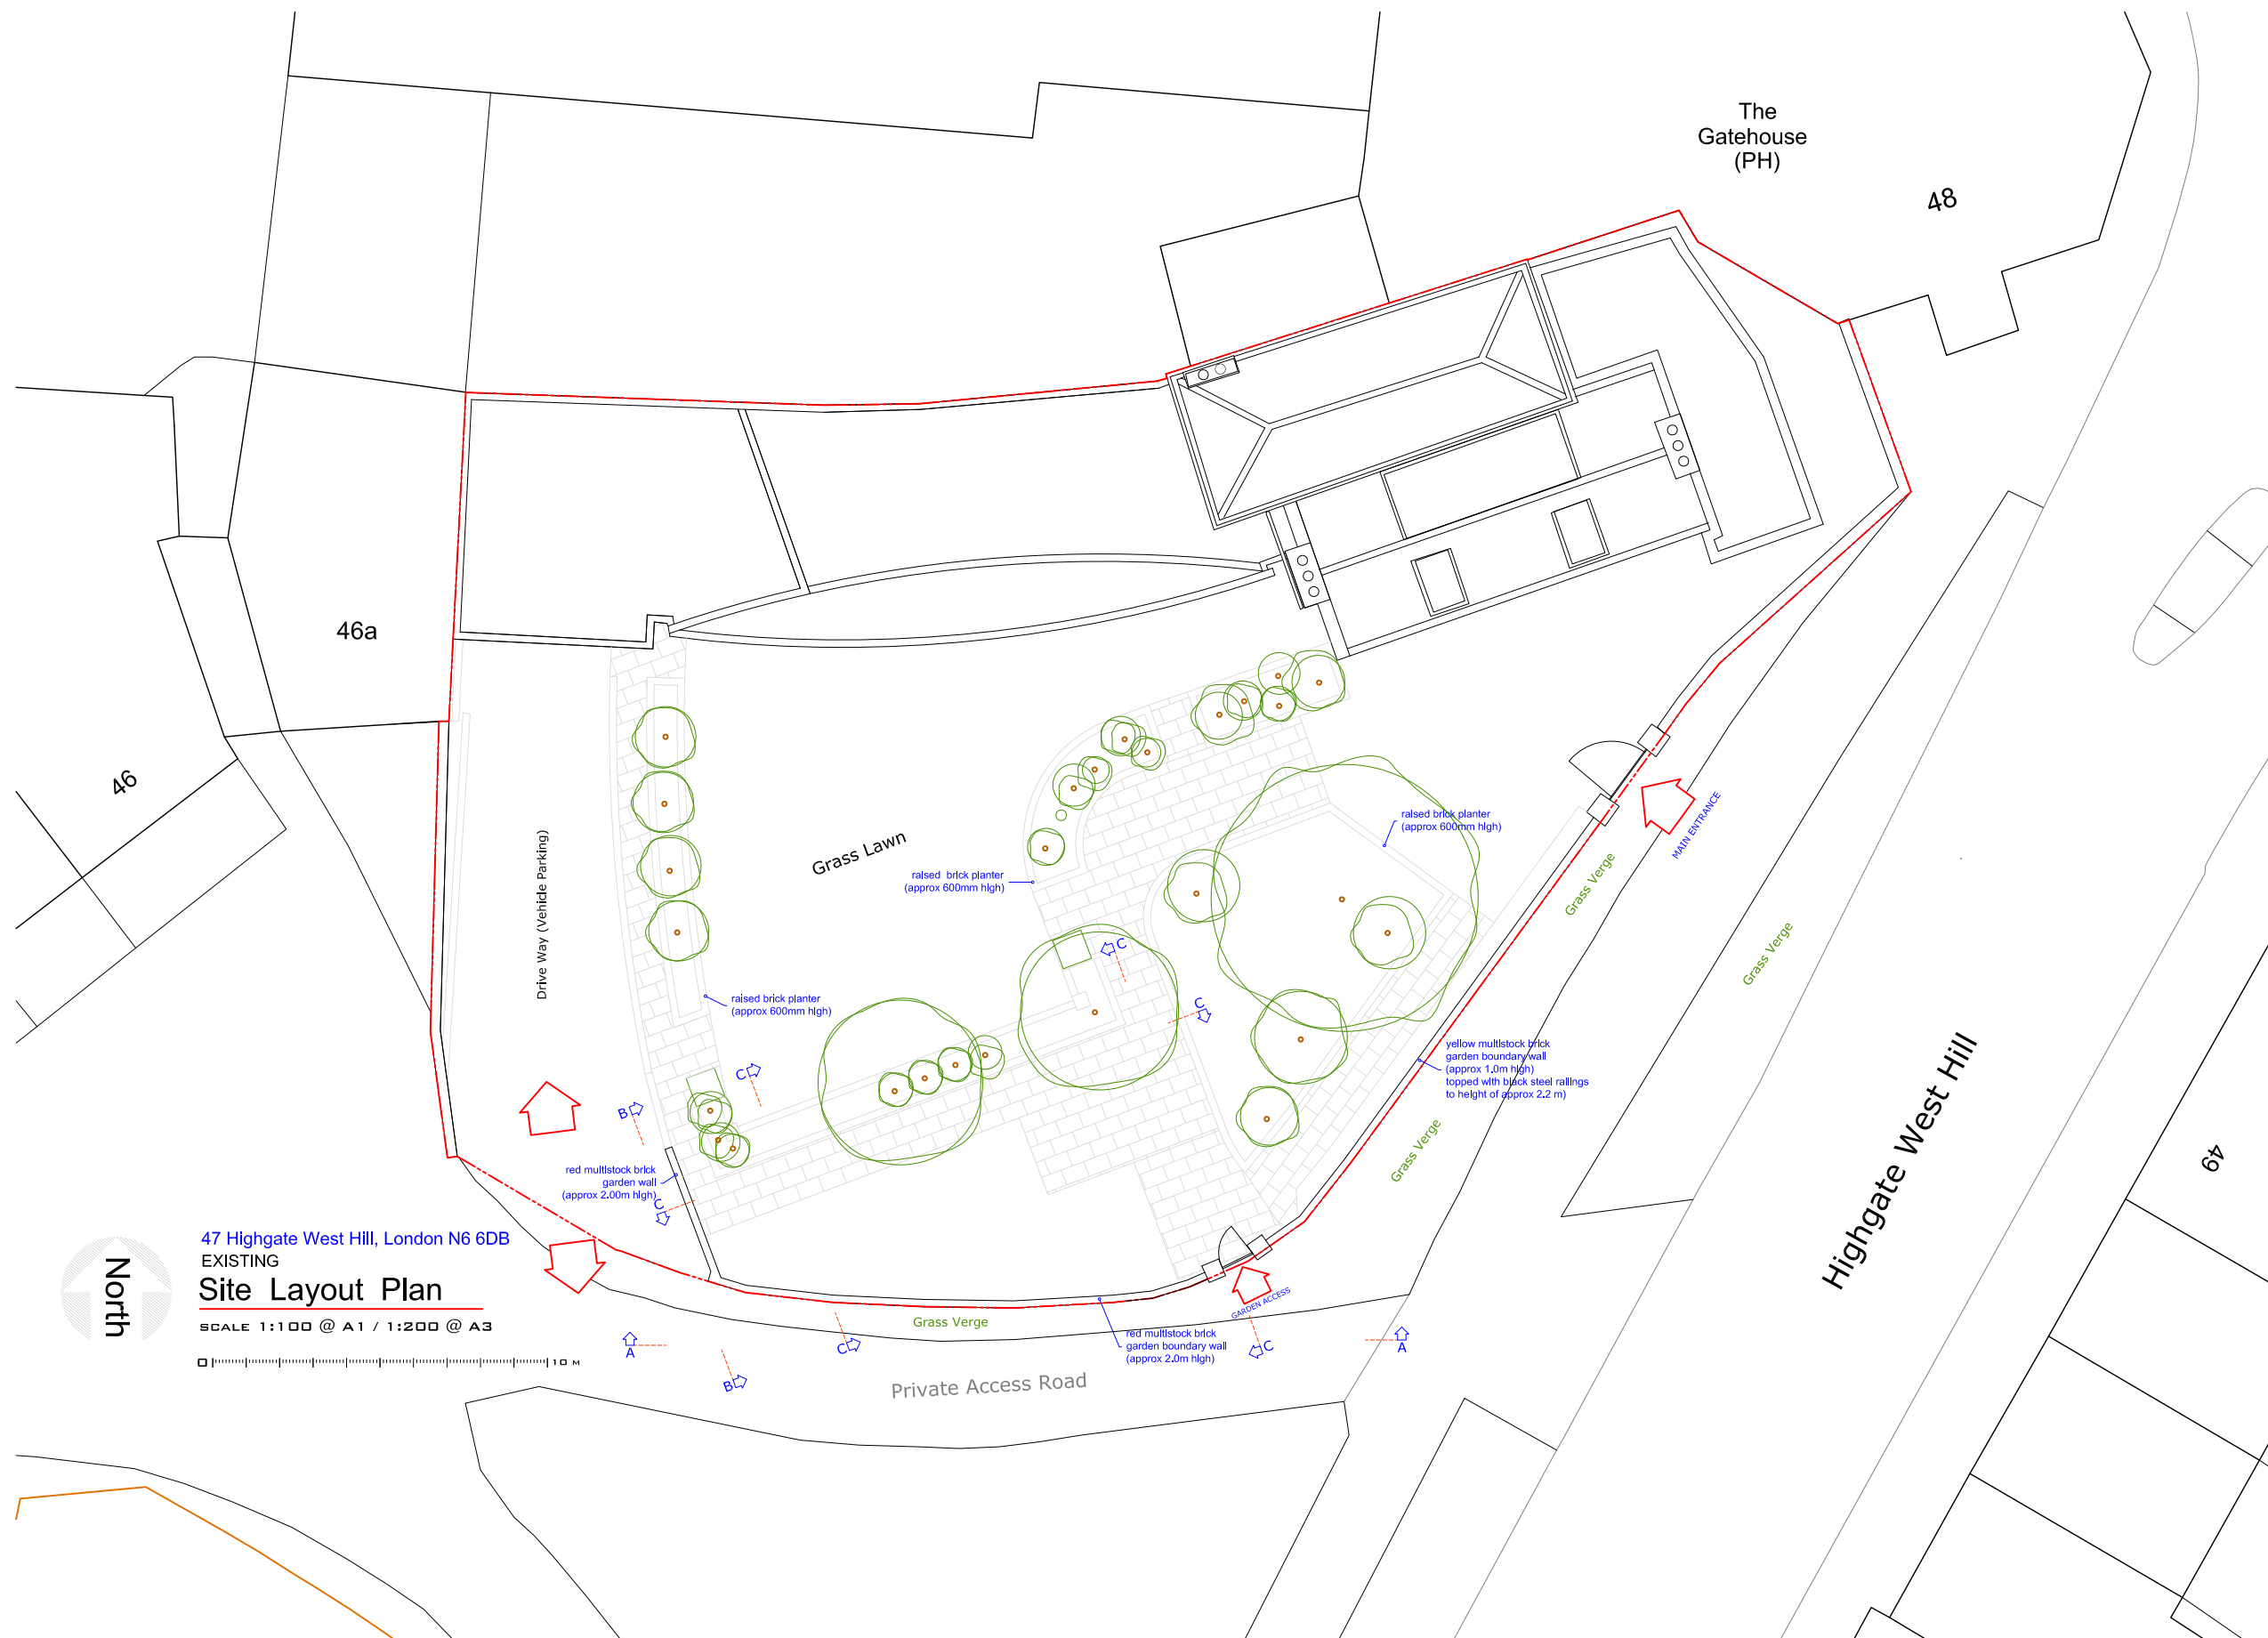 The
Gatehouse
(PH)
48
46a
46
Drive Way (Vehicle Parking)
Grass Lawn
raised brick planter
(approx 600mm high)
raised brick planter
(approx 600mm high)
raised brick planter
(approx 600mm high)
MAIN ENTRANCE
Grass Verge
Grass Verge
C
C
C
B
yellow multistock brick
garden boundary wall
(approx 1.0m high)
topped with black steel railings
to height of approx 2.2 m)
Grass Verge
Highgate West Hill
49
red multistock brick
garden wall
(approx 2.00m high)
C
North
47 Highgate West Hill, London N6 6DB
EXISTING
Site Layout Plan
SCALE 1:100 @ A1 / 1:200 @ A3
0 10 M
GARDEN ACCESS
Grass Verge
red multistock brick
garden boundary wall
(approx 2.0m high)
A
B
C
C
A
Private Access Road